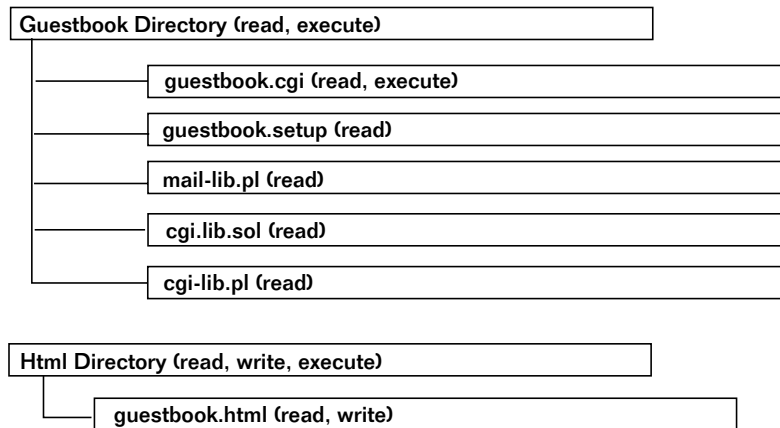 Guestbook Directory (read, execute)
guestbook.cgi (read, execute)
guestbook.setup (read)
mail-lib.pl (read)
cgi.lib.sol (read)
cgi-lib.pl (read)
Html Directory (read, write, execute)
guestbook.html (read, write)